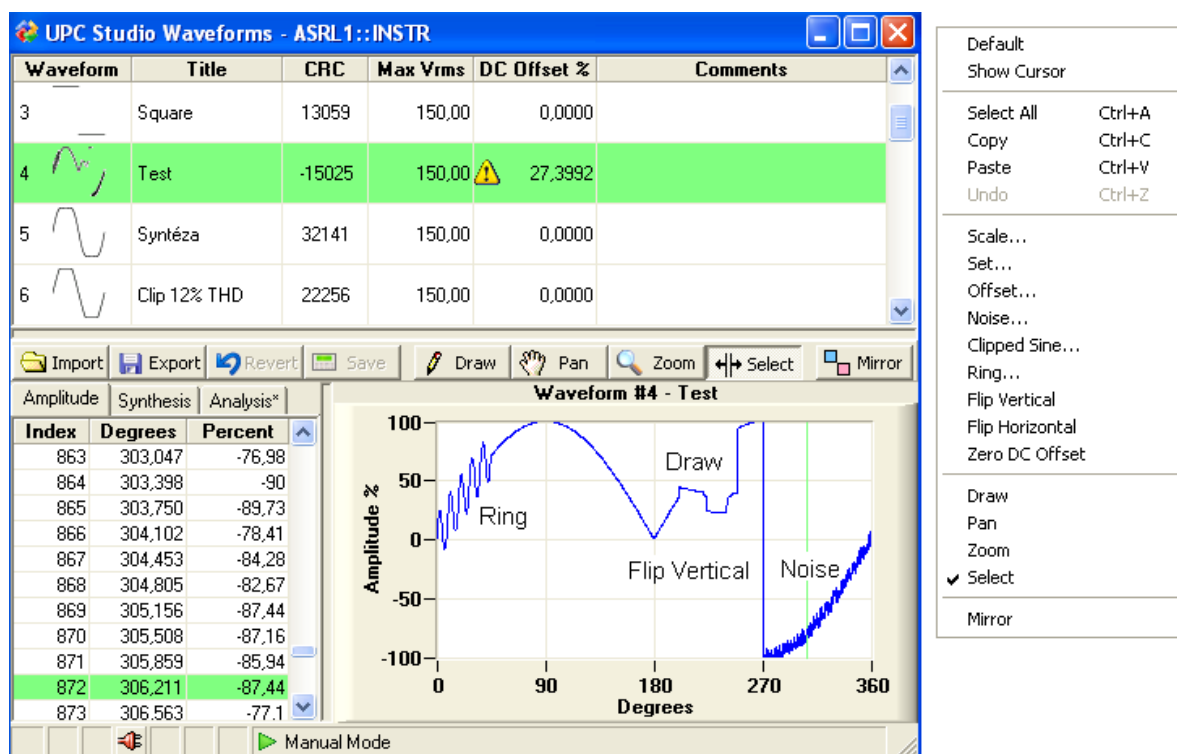 UPC Studio Waveforms - ASRL1::INSTR
Waveform Title CRC Max Vrms DC Offset % Comments
3 Square 13059 150,00 0,0000
4 Test -15025 150,00 27,3992
5 Syntéza 32141 150,00 0,0000
6 Clip 12% THD 22256 150,00 0,0000
Import Export Revert Save Draw Pan Zoom Select Mirror
Amplitude Synthesis Analysis*
Index Degrees Percent
863 303,047 -76,98
864 303,398 -90
865 303,750 -89,73
866 304,102 -78,41
867 304,453 -84,28
868 304,805 -82,67
869 305,156 -87,44
870 305,508 -87,16
871 305,859 -85,94
872 306,211 -87,44
873 306.563 -77.1
Waveform #4 - Test
Amplitude %
100
50
0
-50
-100
Ring
Draw
Flip Vertical
Noise
0 90 180 270 360
Degrees
Manual Mode
Default
Show Cursor
Select All Ctrl+A
Copy Ctrl+C
Paste Ctrl+V
Undo Ctrl+Z
Scale...
Set...
Offset...
Noise...
Clipped Sine...
Ring...
Flip Vertical
Flip Horizontal
Zero DC Offset
Draw
Pan
Zoom
Select
Mirror